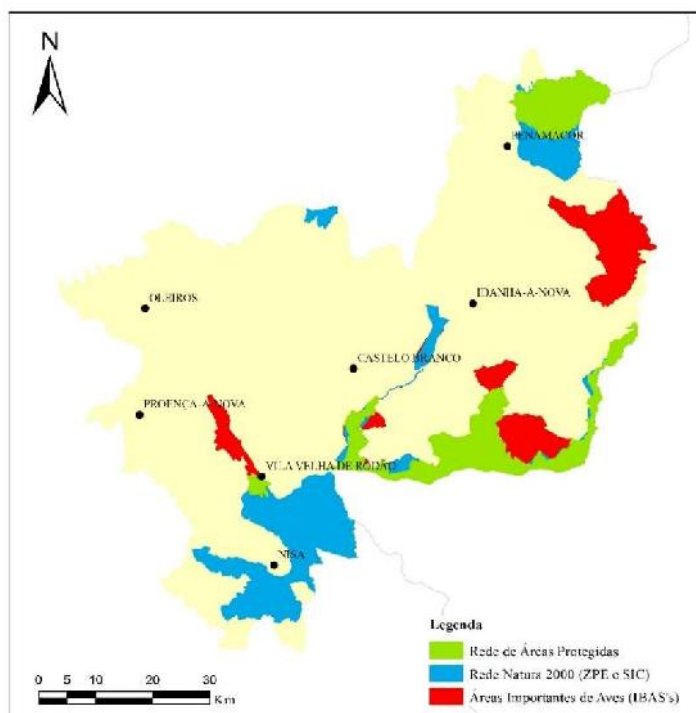 N
PENAMACOR
OLEIROS
IDANHA-A-NOVA
CASTELO BRANCO
PROENÇA-A-NOVA
VILA VELHA DE RODÃO
NISA
Legenda
Rede de Áreas Protegidas
Rede Natura 2000 (ZPE e SIC)
Áreas Importantes de Aves (IBAS's)
0 5 10 20 30
Km